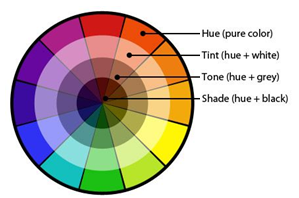 Hue (pure color)
Tint (hue + white)
Tone (hue + grey)
Shade (hue + black)